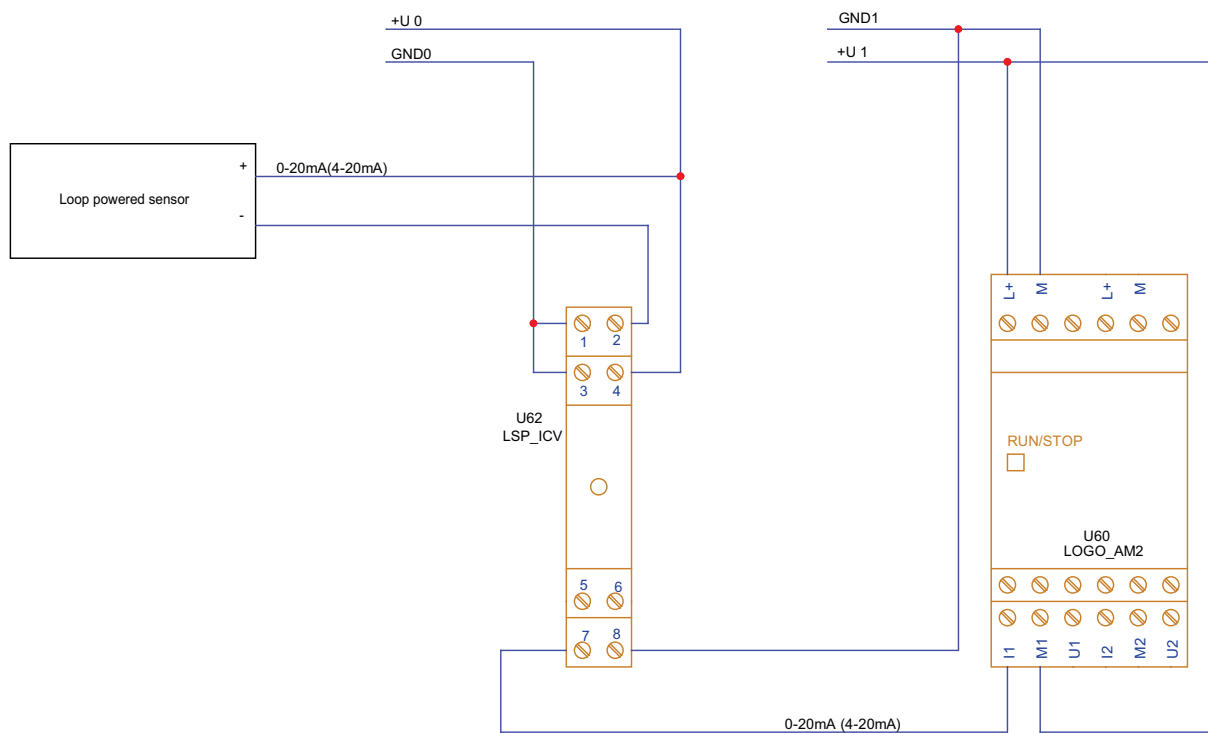 +U 0
GND0
GND1
+U 1
+
0-20mA(4-20mA)
Loop powered sensor
-
L+
M
L+
M
1
2
3
4
U62
LSP_ICV
RUN/STOP
U60
LOGO_AM2
5
6
7
8
I1
M1
U1
I2
M2
U2
0-20mA (4-20mA)